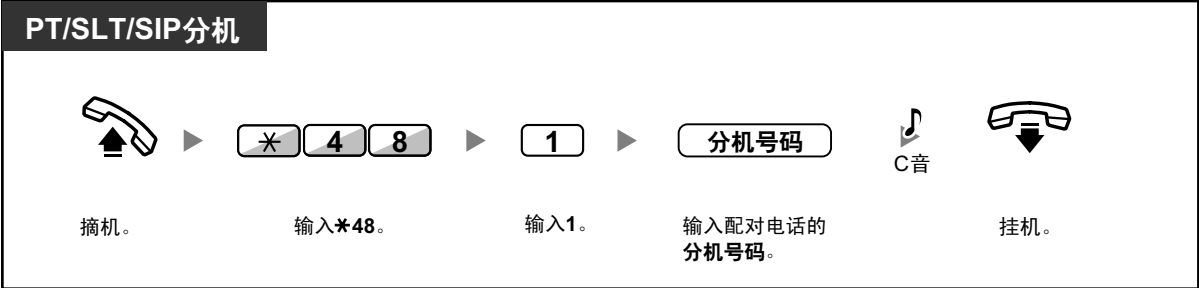 PT/SLT/SIP分机
* 4 8 1 分机号码
C音
摘机。 输入*48。 输入1。 输入配对电话的 挂机。
分机号码。